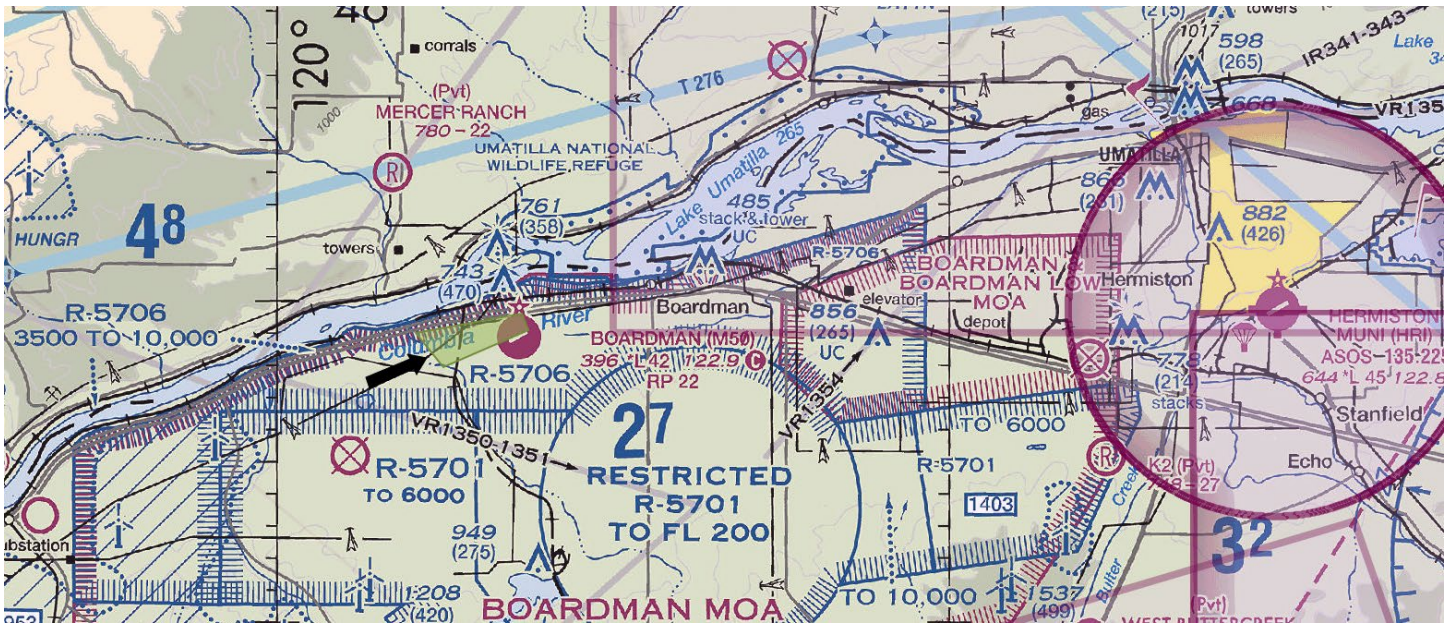 40
120°
corrals
(Pvt)
MERCER RANCH
780 - 22
1000
T 276
UMATILLA NATIONAL
WILDLIFE REFUGE
Lake Umatilla 265
(215)
towers
1017
598
(265)
IR341-343
Lake
VR135
668
gas
UMATILLA
HUNGR
48
towers
761
(358)
743
(470)
485
stack & tower
UC
882
(426)
R-5706
3500 TO 10,000
Columbia
River
R-5706
Boardman
R-5706
elevator
BOARDMAN LOW
MOA
depot
Hermiston
BOARDMAN (M50)
396 *L 42 122.9 C
RP 22
856
(265)
UC
VR1354
778
(214)
stacks
HERMISTON
MUNI (HRI)
ASOS-135.225
644 *L 45 122.8
Stanfield
Echo
VR1350-1351
R-5701
TO 6000
27
RESTRICTED
R-5701
TO FL 200
TO 6000
R-5701
1403
K2 (Pvt)
Creek
Butter
32
949
(275)
1208
(420)
BOARDMAN MOA
TO 10,000
1537
(499)
(Pvt)
WEST BUTTERCREEK